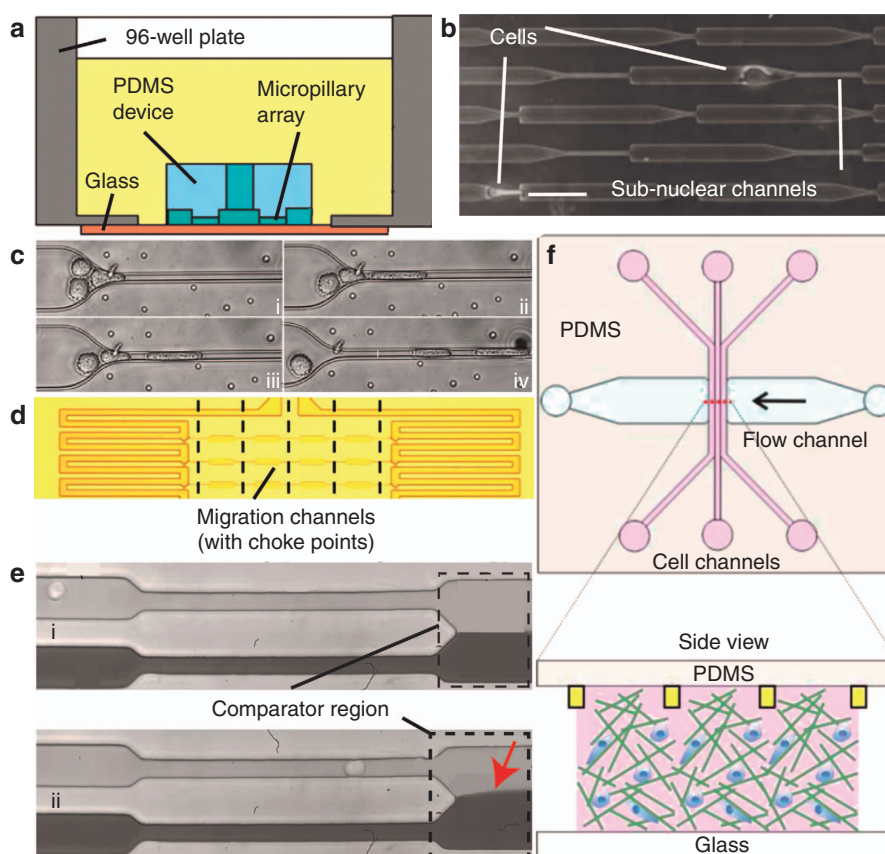 a
96-well plate
PDMS
device
Micropillary
array
Glass
b
Cells
Sub-nuclear channels
c
i
ii
iii
iv
d
Migration channels
(with choke points)
e
i
Comparator region
ii
f
PDMS
Flow channel
Cell channels
Side view
PDMS
Glass